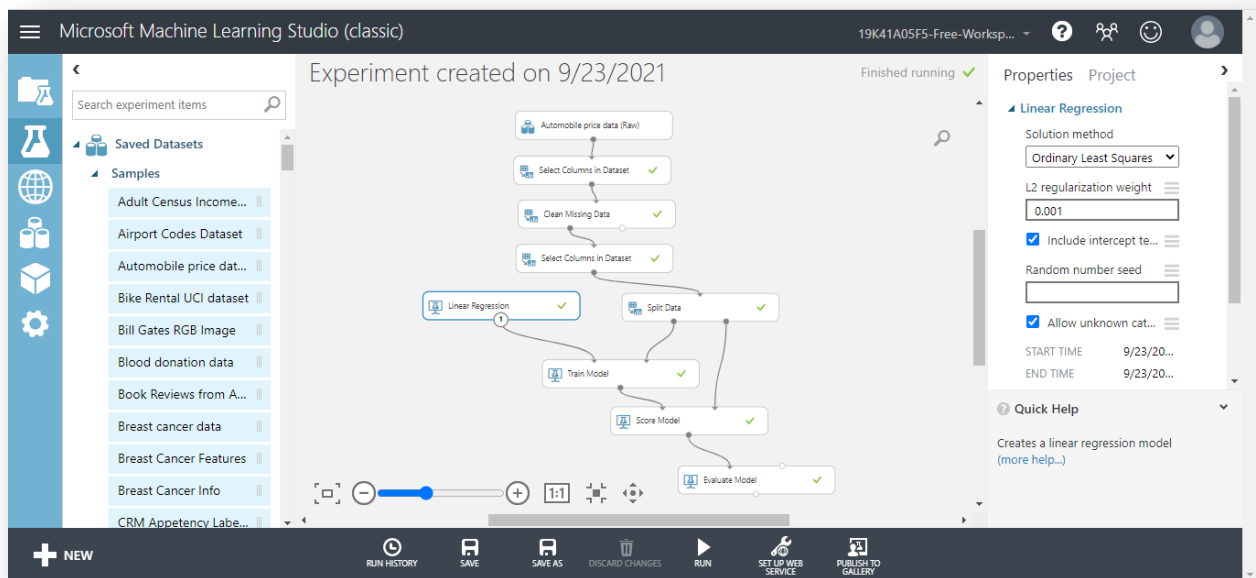 Microsoft Machine Learning Studio (classic)
19K41A05F5-Free-Worksp...
Search experiment items
Saved Datasets
Samples
Adult Census Income...
Airport Codes Dataset
Automobile price dat...
Bike Rental UCI dataset
Bill Gates RGB Image
Blood donation data
Book Reviews from A...
Breast cancer data
Breast Cancer Features
Breast Cancer Info
CRM Appetency Labe...
Experiment created on 9/23/2021
Finished running
Automobile price data (Raw)
Select Columns in Dataset
Clean Missing Data
Select Columns in Dataset
Linear Regression
1
Split Data
Train Model
Score Model
Evaluate Model
1:1
Properties Project
Linear Regression
Solution method
Ordinary Least Squares
L2 regularization weight
0.001
Include intercept te...
Random number seed
Allow unknown cat...
START TIME 9/23/20...
END TIME 9/23/20...
Quick Help
Creates a linear regression model
(more help...)
NEW
RUN HISTORY
SAVE
SAVE AS
DISCARD CHANGES
RUN
SET UP WEB
SERVICE
PUBLISH TO
GALLERY